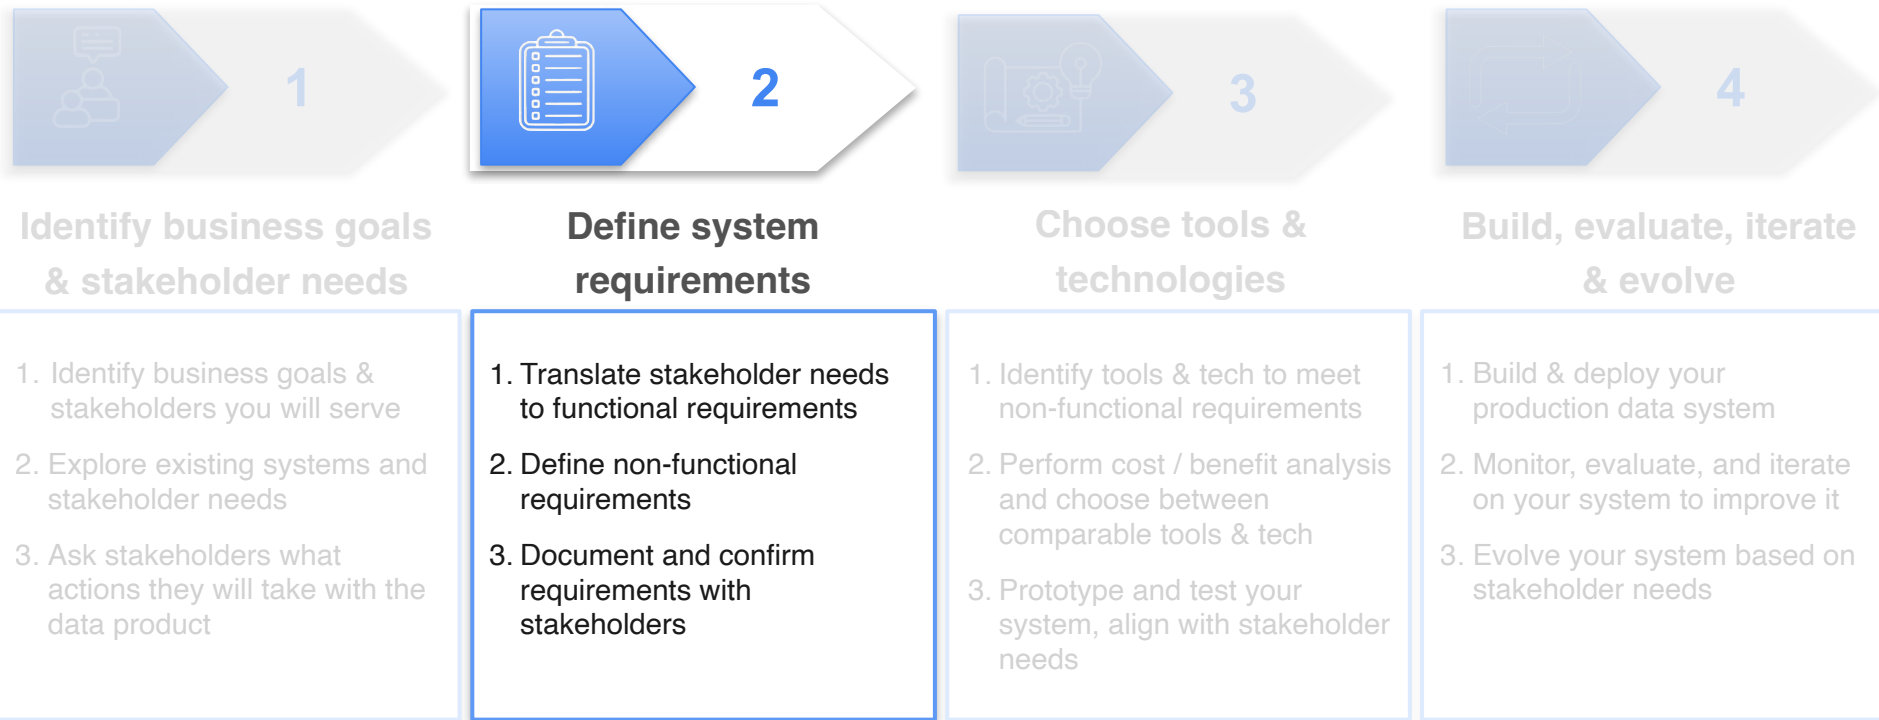 1
2
3
4
Identify business goals
& stakeholder needs
Define system
requirements
Choose tools &
technologies
Build, evaluate, iterate
& evolve
1. Identify business goals &
stakeholders you will serve
2. Explore existing systems and
stakeholder needs
3. Ask stakeholders what
actions they will take with the
data product
1. Translate stakeholder needs
to functional requirements
2. Define non-functional
requirements
3. Document and confirm
requirements with
stakeholders
1. Identify tools & tech to meet
non-functional requirements
2. Perform cost / benefit analysis
and choose between
comparable tools & tech
3. Prototype and test your
system, align with stakeholder
needs
1. Build & deploy your
production data system
2. Monitor, evaluate, and iterate
on your system to improve it
3. Evolve your system based on
stakeholder needs